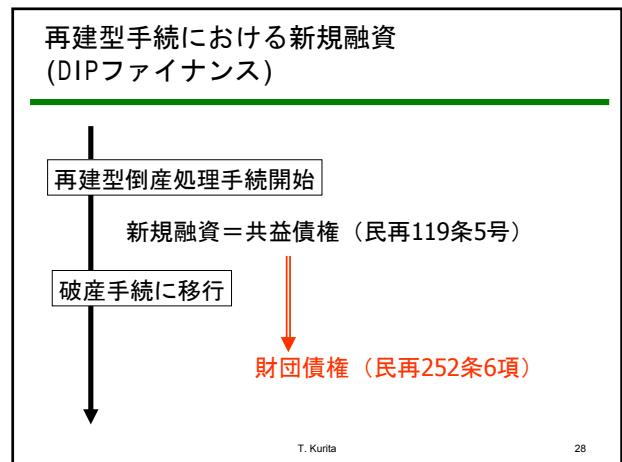 再建型手続における新規融資
(DIPファイナンス)
再建型倒産処理手続開始
新規融資＝共益債権（民再119条5号）
破産手続に移行
財団債権（民再252条6項）
T. Kurita
28